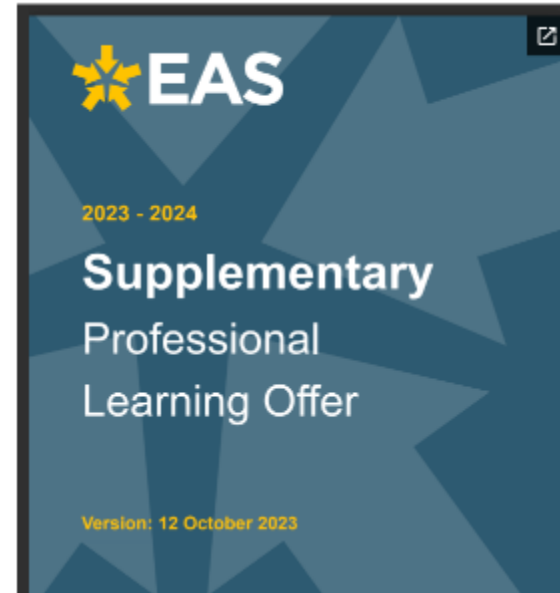 EAS
2023 - 2024
Supplementary
Professional
Learning Offer
Version: 12 October 2023